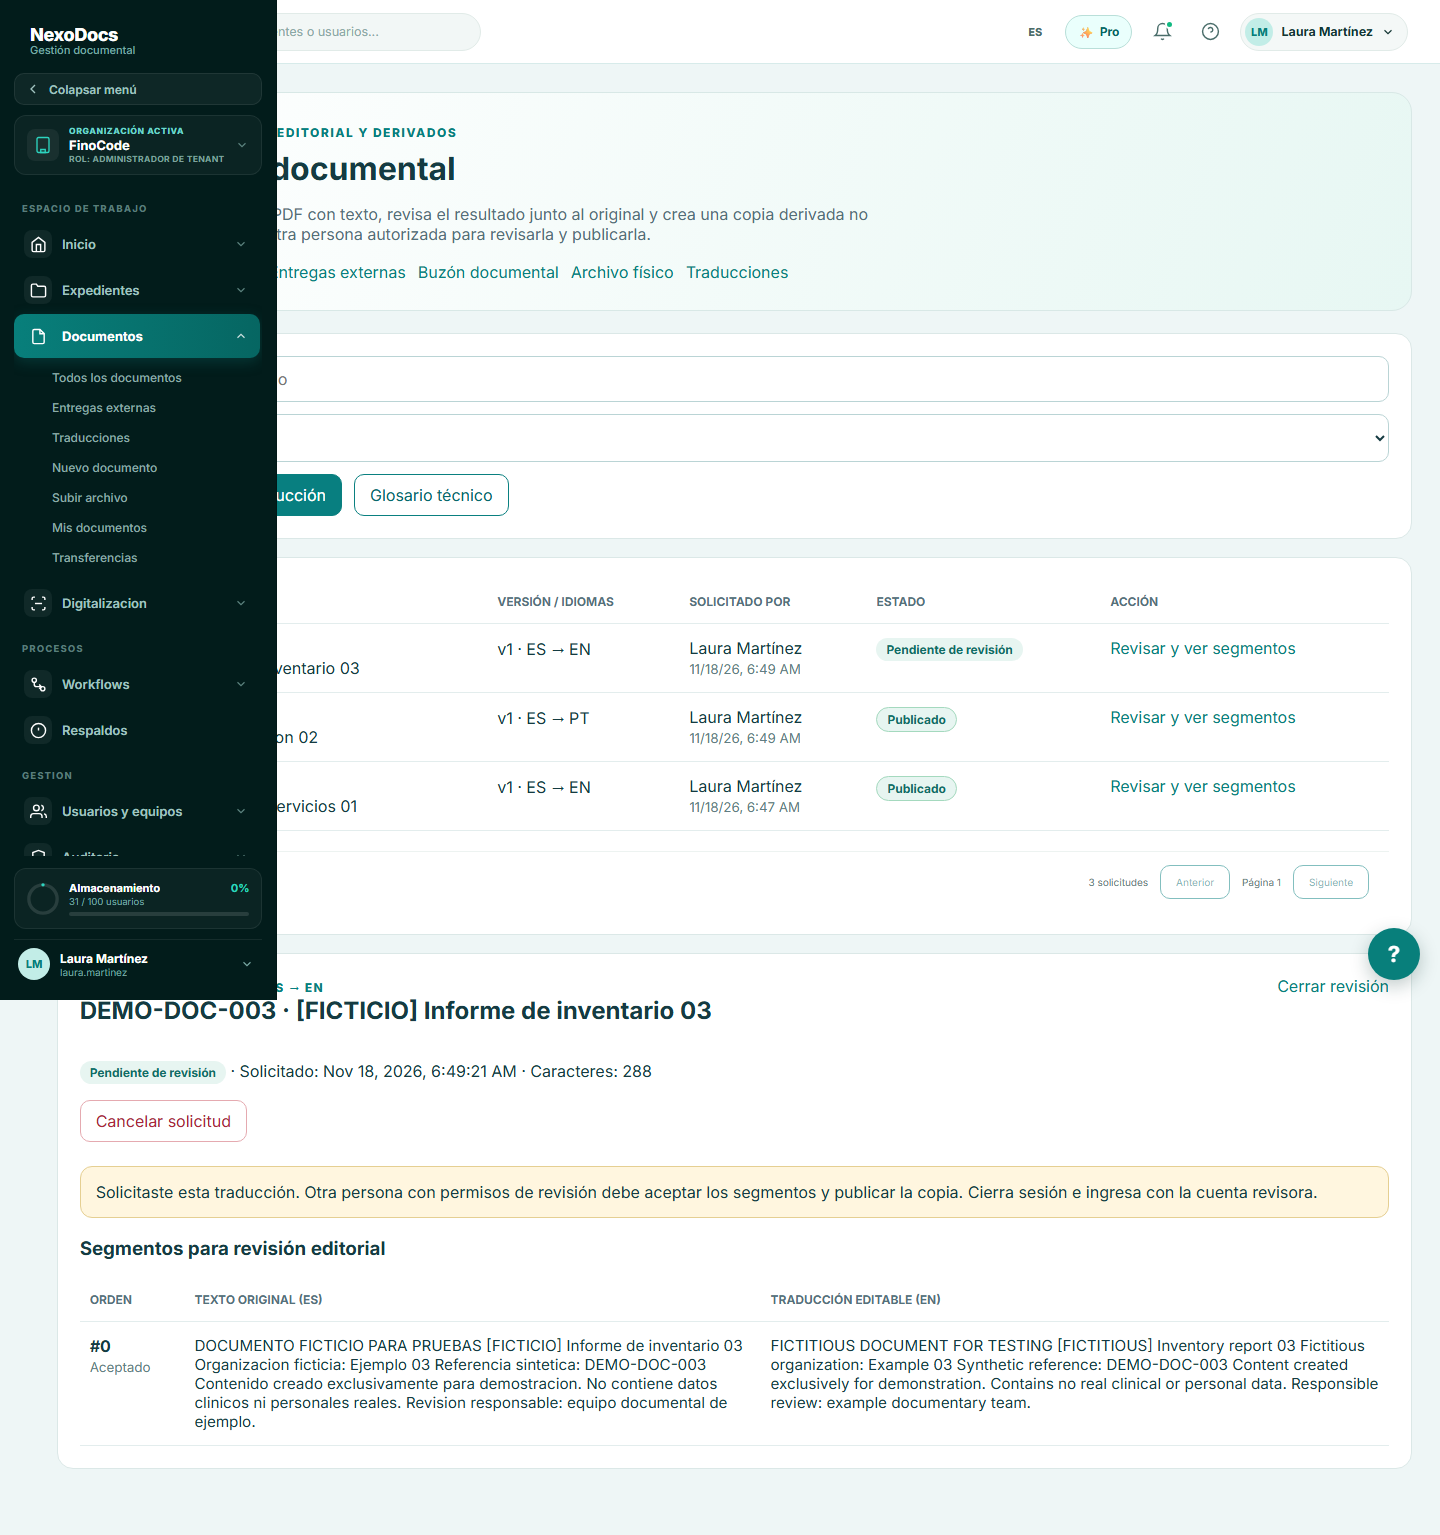 NexoDocs
Gestión documental
Colapsar menú
ORGANIZACIÓN ACTIVA
FinoCode
ROL: ADMINISTRADOR DE TENANT
ESPACIO DE TRABAJO
Inicio
Expedientes
Documentos
Todos los documentos
Entregas externas
Traducciones
Nuevo documento
Subir archivo
Mis documentos
Transferencias
Digitalizacion
PROCESOS
Workflows
Respaldos
GESTION
Usuarios y equipos
Auditoria
Almacenamiento 0%
31 / 100 usuarios
LM Laura Martínez
laura.martinez
o usuarios...
ES
✨ Pro
LM Laura Martínez
EDITORIAL Y DERIVADOS
documental
PDF con texto, revisa el resultado junto al original y crea una copia derivada no
persona autorizada para revisarla y publicarla.
Entregas externas Buzón documental Archivo físico Traducciones
Glosario técnico
VERSIÓN / IDIOMAS SOLICITADO POR ESTADO ACCIÓN
03 v1 · ES → EN Laura Martínez Pendiente de revisión Revisar y ver segmentos
11/18/26, 6:49 AM
02 v1 · ES → PT Laura Martínez Publicado Revisar y ver segmentos
11/18/26, 6:49 AM
01 v1 · ES → EN Laura Martínez Publicado Revisar y ver segmentos
11/18/26, 6:47 AM
3 solicitudes Anterior Página 1 Siguiente
?
→ EN Cerrar revisión
DEMO-DOC-003 · [FICTICIO] Informe de inventario 03
Pendiente de revisión · Solicitado: Nov 18, 2026, 6:49:21 AM · Caracteres: 288
Cancelar solicitud
Solicitaste esta traducción. Otra persona con permisos de revisión debe aceptar los segmentos y publicar la copia. Cierra sesión e ingresa con la cuenta revisora.
Segmentos para revisión editorial
ORDEN TEXTO ORIGINAL (ES) TRADUCCIÓN EDITABLE (EN)
#0
Aceptado
DOCUMENTO FICTICIO PARA PRUEBAS [FICTICIO] Informe de inventario 03
Organizacion ficticia: Ejemplo 03 Referencia sintetica: DEMO-DOC-003
Contenido creado exclusivamente para demostracion. No contiene datos
clinicos ni personales reales. Revision responsable: equipo documental de
ejemplo.
FICTITIOUS DOCUMENT FOR TESTING [FICTITIOUS] Inventory report 03 Fictitious
organization: Example 03 Synthetic reference: DEMO-DOC-003 Content created
exclusively for demonstration. Contains no real clinical or personal data. Responsible
review: example documentary team.